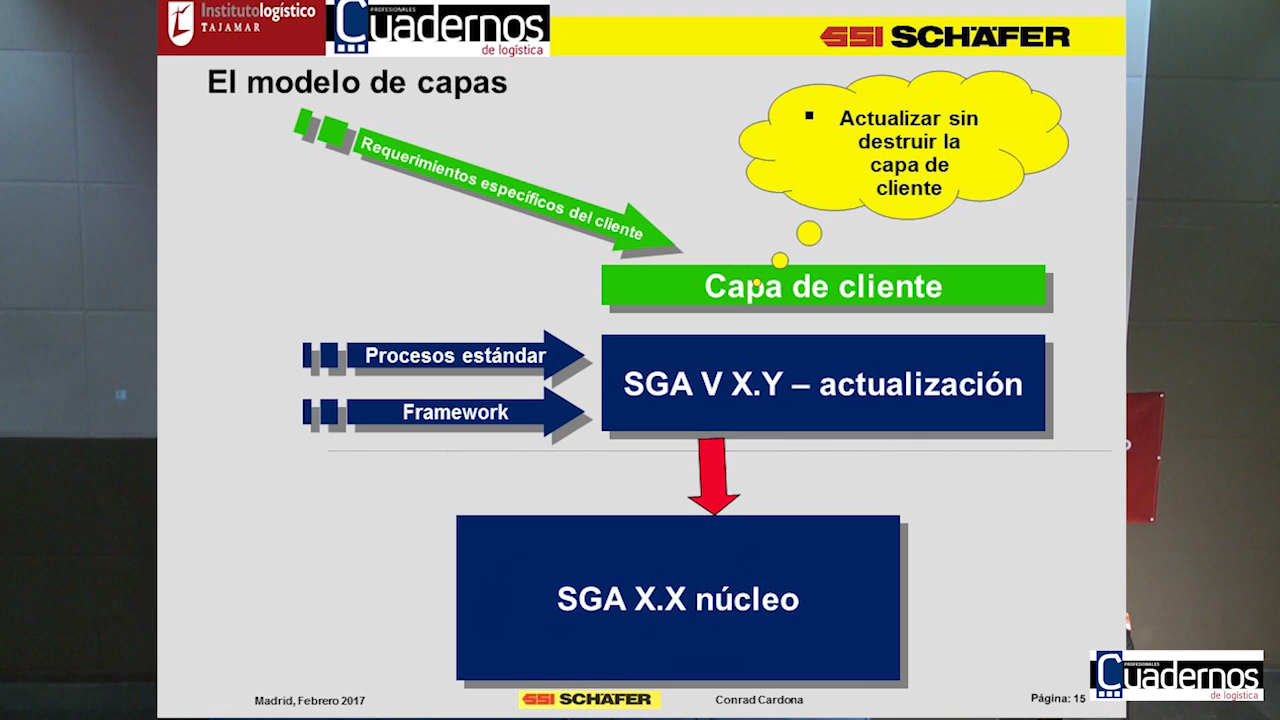 Institutologístico
TAJAMAR
PROFESIONALES
Cuadernos
de logística
SSI SCHÄFER
El modelo de capas
Actualizar sin
destruir la
capa de
cliente
Requerimientos específicos del cliente
Capa de cliente
Procesos estándar
SGA V X.Y – actualización
Framework
SGA X.X núcleo
Madrid, Febrero 2017
SSI SCHÄFER
Conrad Cardona
Página: 15
PROFESIONALES
Cuadernos
de logística